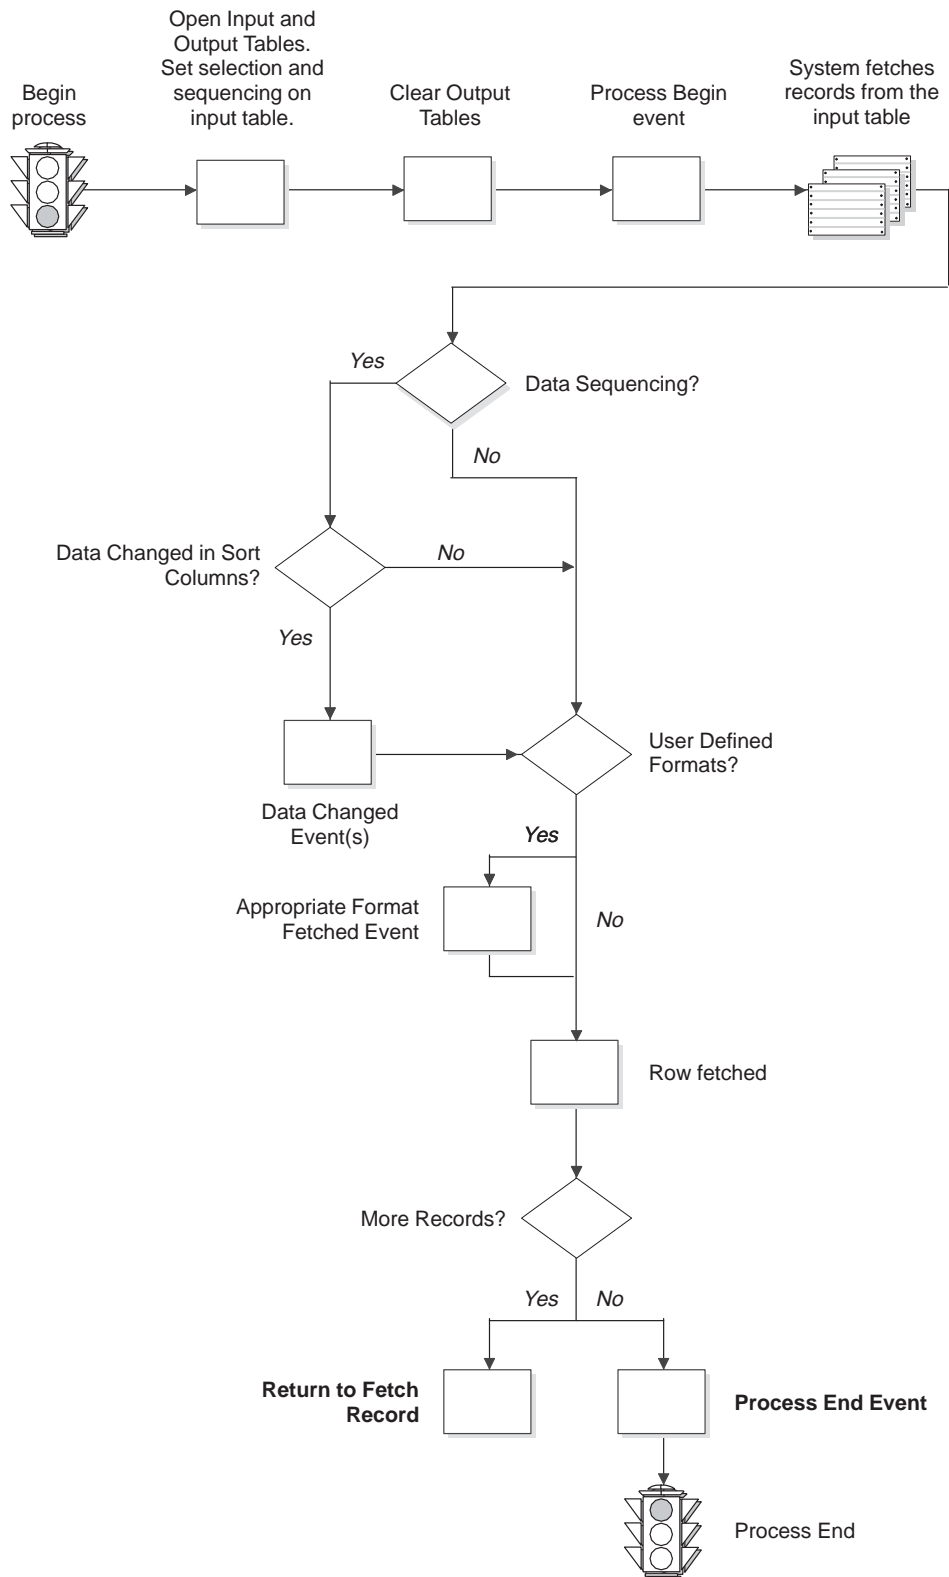 Begin
process
Open Input and
Output Tables.
Set selection and
sequencing on
input table.
Clear Output
Tables
Process Begin
event
System fetches
records from the
input table
Yes
Data Sequencing?
No
Data Changed in Sort
Columns?
No
Yes
User Defined
Formats?
Data Changed
Event(s)
Yes
Appropriate Format
Fetched Event
No
Row fetched
More Records?
Yes
No
Return to Fetch
Record
Process End Event
Process End